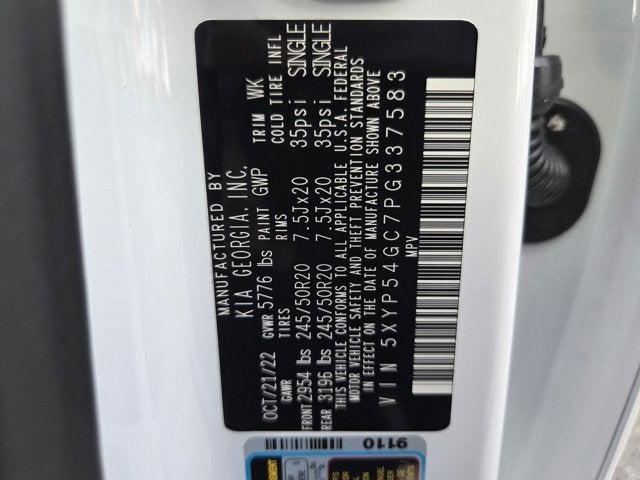 MANUFACTURED BY
KIA GEORGIA, INC.
OCT/21/22 GVWR 5776 lbs PAINT GWP TRIM WK
GAWR TIRES RIMS COLD TIRE INFL
FRONT 2954 lbs 245/50R20 7.5Jx20 35psi SINGLE
REAR 3196 lbs 245/50R20 7.5Jx20 35psi SINGLE
THIS VEHICLE CONFORMS TO ALL APPLICABLE U.S.A. FEDERAL
MOTOR VEHICLE SAFETY AND THEFT PREVENTION STANDARDS
IN EFFECT ON THE DATE OF MANUFACTURE SHOWN ABOVE
VIN 5XYP54GC7PG337583
MPV
9110